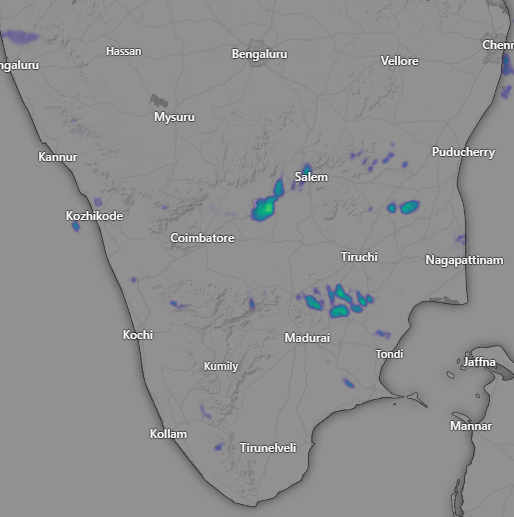 Hassan
Bengaluru
Chenn
ngaluru
Vellore
Mysuru
Kannur
Puducherry
Salem
Kozhikode
Coimbatore
Tiruchi
Nagapattinam
Kochi
Madurai
Tondi
Kumily
Jaffna
Mannar
Kollam
Tirunelveli